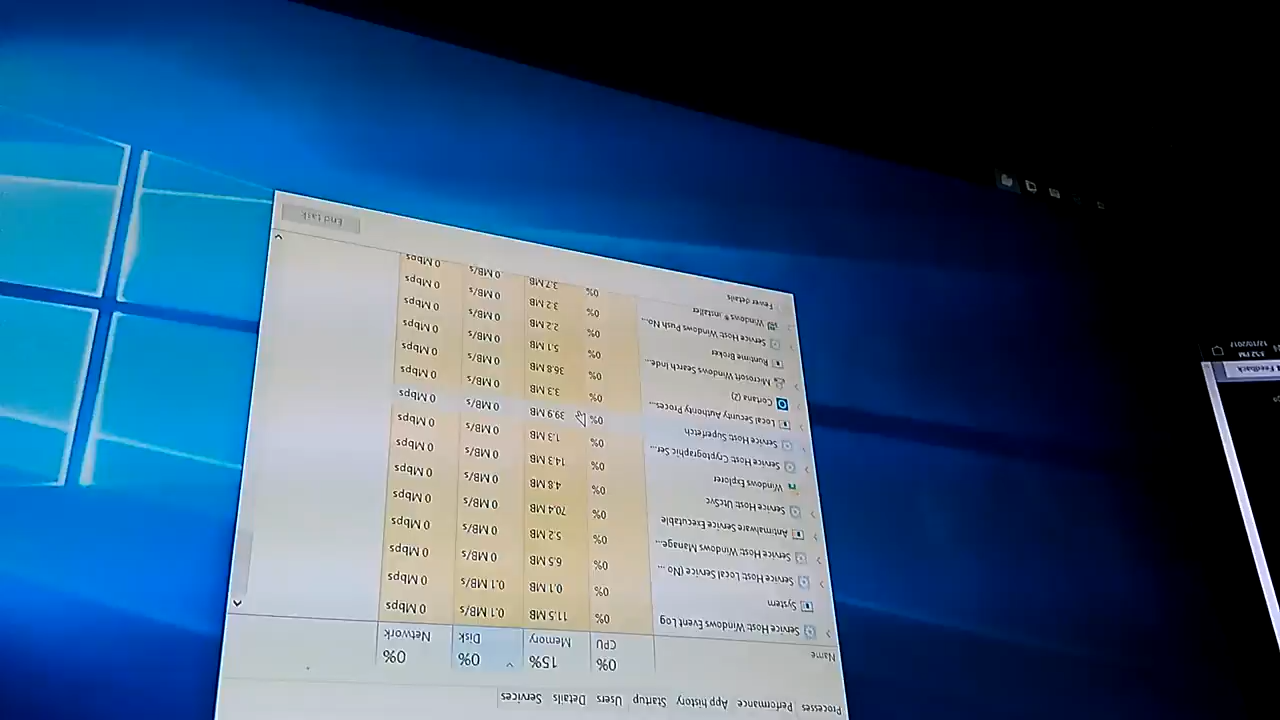 Processes Performance App history Startup Users Details Services
0% 15% 0% 0%
Name CPU Memory Disk Network
Service Host: Windows Event Log 0% 11.5 MB 0.1 MB/s 0 Mbps
System 0% 0.1 MB 0.1 MB/s 0 Mbps
Service Host: Local Service (No ... 0% 6.5 MB 0 MB/s 0 Mbps
Service Host: Windows Manage... 0% 5.2 MB 0 MB/s 0 Mbps
Antimalware Service Executable 0% 70.4 MB 0 MB/s 0 Mbps
Service Host: UtcSvc 0% 4.8 MB 0 MB/s 0 Mbps
Windows Explorer 0% 14.3 MB 0 MB/s 0 Mbps
Service Host: Cryptographic Ser... 0% 1.3 MB 0 MB/s 0 Mbps
Service Host: Superfetch 0% 39.9 MB 0 MB/s 0 Mbps
Local Security Authority Proces... 0% 3.3 MB 0 MB/s 0 Mbps
Cortana (2) 0% 36.8 MB 0 MB/s 0 Mbps
Microsoft Windows Search Inde... 0% 5.1 MB 0 MB/s 0 Mbps
Runtime Broker 0% 2.2 MB 0 MB/s 0 Mbps
Service Host: Windows Push No... 0% 3.2 MB 0 MB/s 0 Mbps
Windows® installer 0% 3.7 MB 0 MB/s 0 Mbps
Fewer details
End task
Feedback
PM
12/10/2017